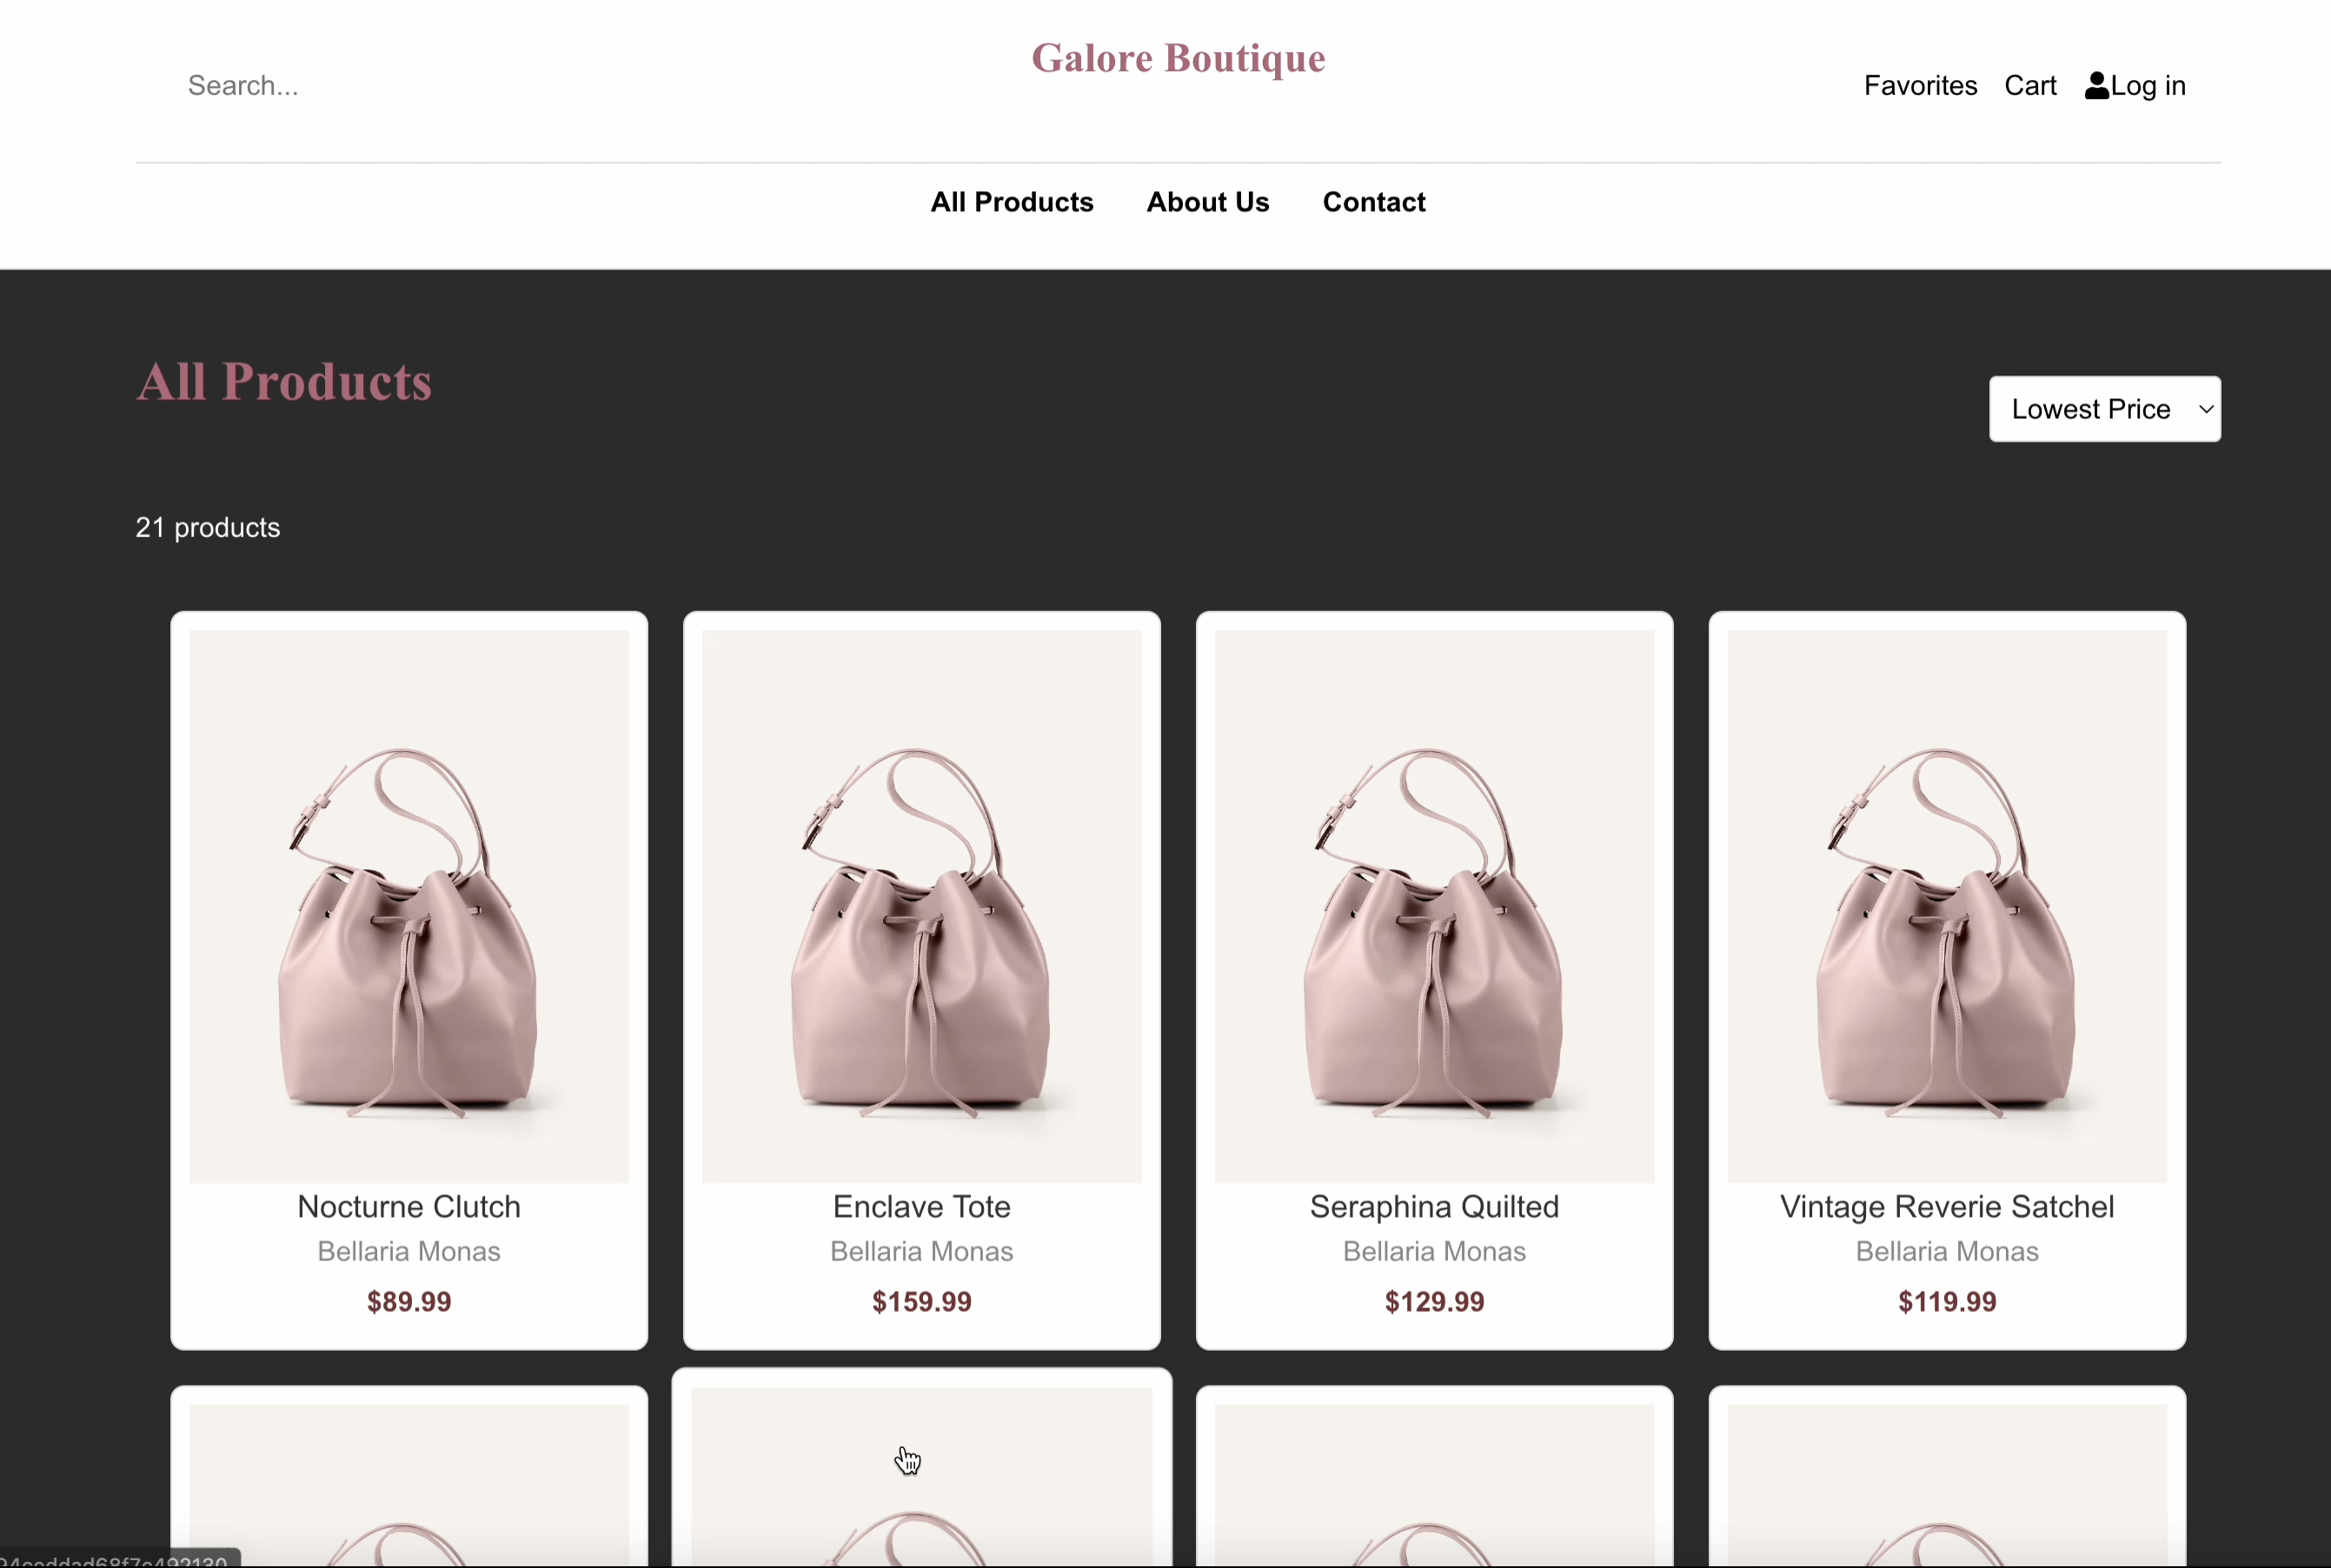 Galore Boutique
Search...
Favorites Cart Log in
All Products About Us Contact
All Products
Lowest Price
21 products
Nocturne Clutch
Bellaria Monas
$89.99
Enclave Tote
Bellaria Monas
$159.99
Seraphina Quilted
Bellaria Monas
$129.99
Vintage Reverie Satchel
Bellaria Monas
$119.99